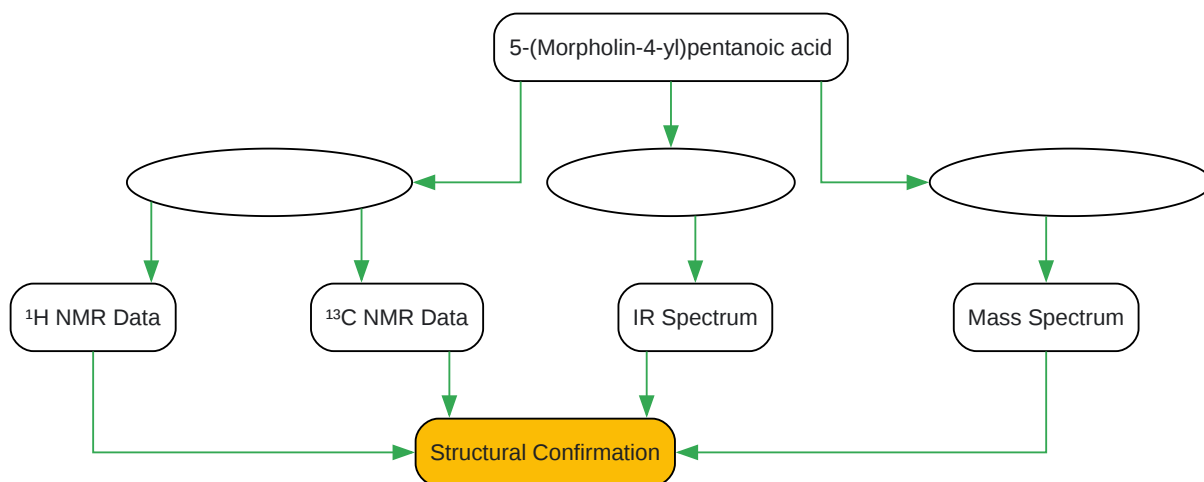 5-(Morpholin-4-yl)pentanoic acid
¹H NMR Data
¹³C NMR Data
IR Spectrum
Mass Spectrum
Structural Confirmation